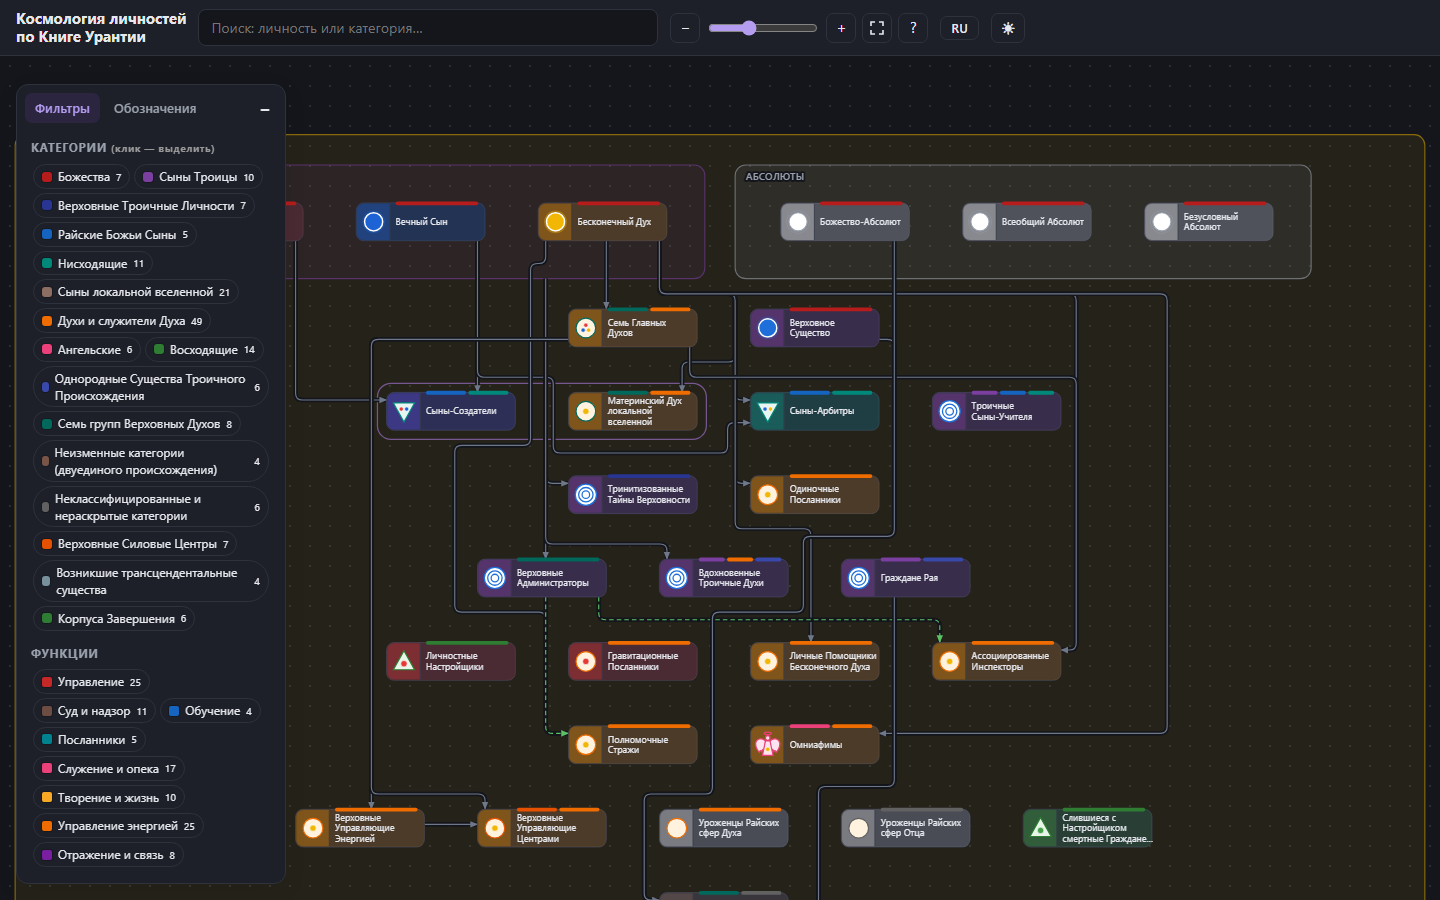 Космология личностей
по Книге Урантии
Поиск: личность или категория...
−
+
?
RU
Фильтры
Обозначения
−
КАТЕГОРИИ (клик — выделить)
Божества 7
Сыны Троицы 10
Верховные Троичные Личности 7
Райские Божьи Сыны 5
Нисходящие 11
Сыны локальной вселенной 21
Духи и служители Духа 49
Ангельские 6
Восходящие 14
Однородные Существа Троичного
Происхождения 6
Семь групп Верховных Духов 8
Неизменные категории
(двуединого происхождения) 4
Неклассифицированные и
нераскрытые категории 6
Верховные Силовые Центры 7
Возникшие трансцендентальные
существа 4
Корпуса Завершения 6
ФУНКЦИИ
Управление 25
Суд и надзор 11
Обучение 4
Посланники 5
Служение и опека 17
Творение и жизнь 10
Управление энергией 25
Отражение и связь 8
АБСОЛЮТЫ
Вечный Сын
Бесконечный Дух
Божество-Абсолют
Всеобщий Абсолют
Безусловный
Абсолют
Семь Главных
Духов
Верховное
Существо
Сыны-Создатели
Материнский Дух
локальной
вселенной
Сыны-Арбитры
Троичные
Сыны-Учителя
Тринитизованные
Тайны Верховности
Одиночные
Посланники
Верховные
Администраторы
Вдохновенные
Троичные Духи
Граждане Рая
Личностные
Настройщики
Гравитационные
Посланники
Личные Помощники
Бесконечного Духа
Ассоциированные
Инспекторы
Полномочные
Стражи
Омниафимы
Верховные
Управляющие
Энергией
Верховные
Управляющие
Центрами
Уроженцы Райских
сфер Духа
Уроженцы Райских
сфер Отца
Слившиеся с
Настройщиком
смертные Граждане...